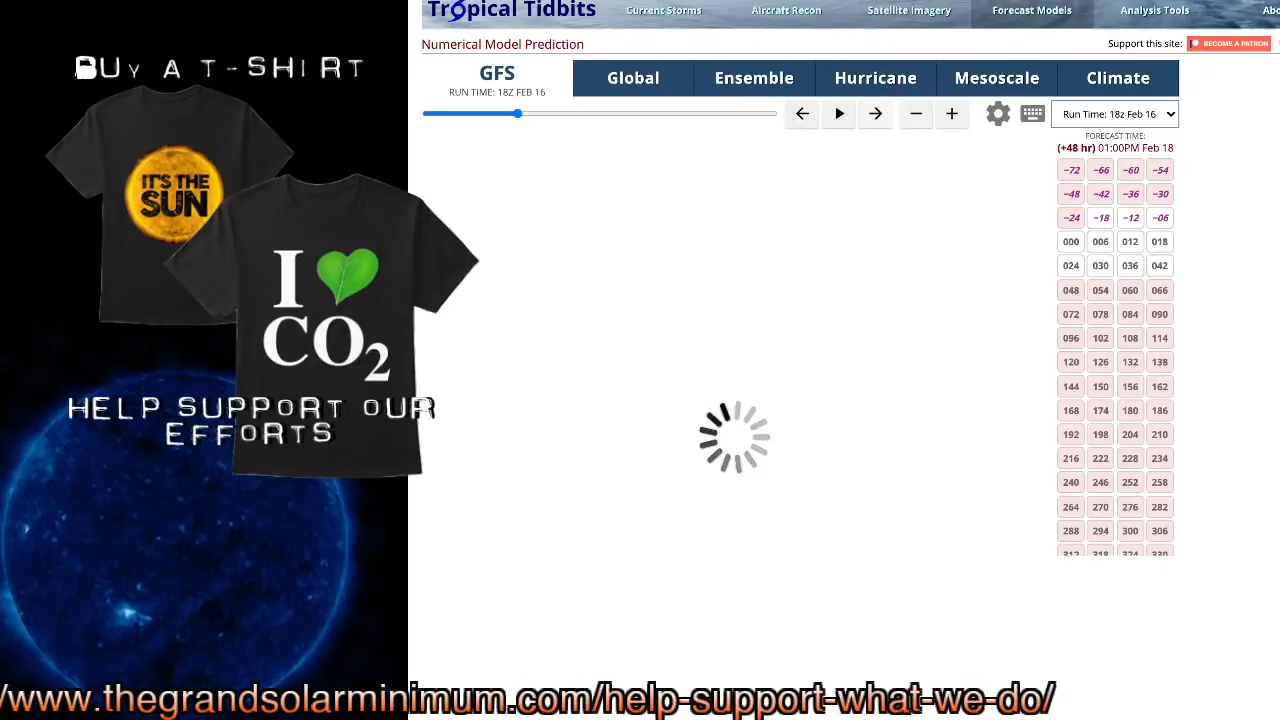 BUY A T-SHIRT
IT'S THE
SUN
I
CO2
HELP SUPPORT OUR
EFFORTS
Tropical Tidbits
Current Storms
Aircraft Recon
Satellite Imagery
Forecast Models
Analysis Tools
Numerical Model Prediction
Support this site:
BECOME A PATRON
GFS
RUN TIME: 18Z FEB 16
Global
Ensemble
Hurricane
Mesoscale
Climate
Run Time: 18z Feb 16
FORECAST TIME:
(+48 hr) 01:00PM Feb 18
−72 −66 −60 −54
−48 −42 −36 −30
−24 −18 −12 −06
000 006 012 018
024 030 036 042
048 054 060 066
072 078 084 090
096 102 108 114
120 126 132 138
144 150 156 162
168 174 180 186
192 198 204 210
216 222 228 234
240 246 252 258
264 270 276 282
288 294 300 306
312 318 324 330
/www.thegrandsolarminimum.com/help-support-what-we-do/